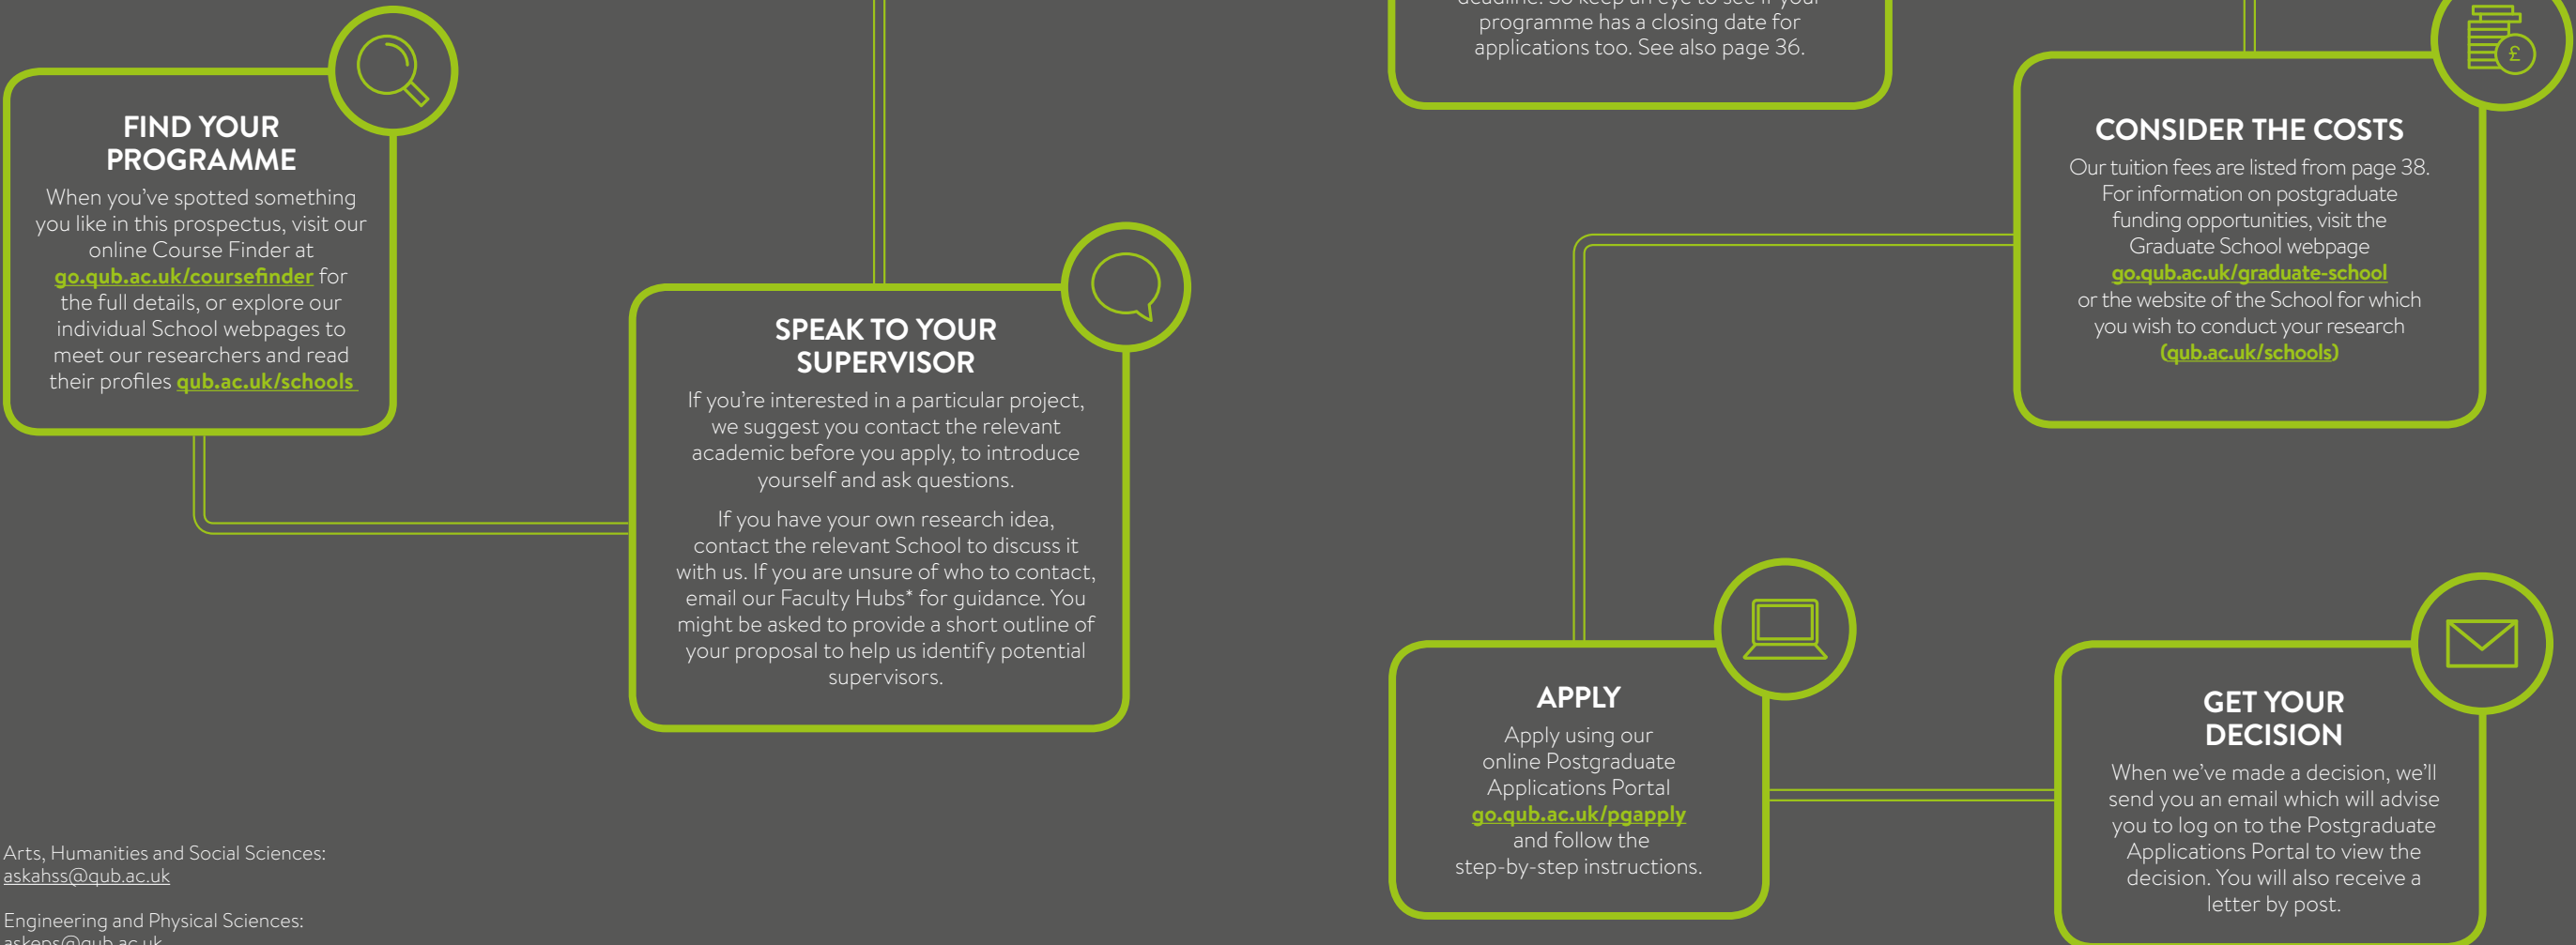 FIND YOUR
PROGRAMME
When you've spotted something
you like in this prospectus, visit our
online Course Finder at
go.qub.ac.uk/coursefinder for
the full details, or explore our
individual School webpages to
meet our researchers and read
their profiles qub.ac.uk/schools
SPEAK TO YOUR
SUPERVISOR
If you're interested in a particular project,
we suggest you contact the relevant
academic before you apply, to introduce
yourself and ask questions.
If you have your own research idea,
contact the relevant School to discuss it
with us. If you are unsure of who to contact,
email our Faculty Hubs* for guidance. You
might be asked to provide a short outline of
your proposal to help us identify potential
supervisors.
Arts, Humanities and Social Sciences:
askahss@qub.ac.uk
Engineering and Physical Sciences:
askeps@qub.ac.uk
deadline. So keep an eye to see if your
programme has a closing date for
applications too. See also page 36.
£
CONSIDER THE COSTS
Our tuition fees are listed from page 38.
For information on postgraduate
funding opportunities, visit the
Graduate School webpage
go.qub.ac.uk/graduate-school
or the website of the School for which
you wish to conduct your research
(qub.ac.uk/schools)
APPLY
Apply using our
online Postgraduate
Applications Portal
go.qub.ac.uk/pgapply
and follow the
step-by-step instructions.
GET YOUR
DECISION
When we've made a decision, we'll
send you an email which will advise
you to log on to the Postgraduate
Applications Portal to view the
decision. You will also receive a
letter by post.